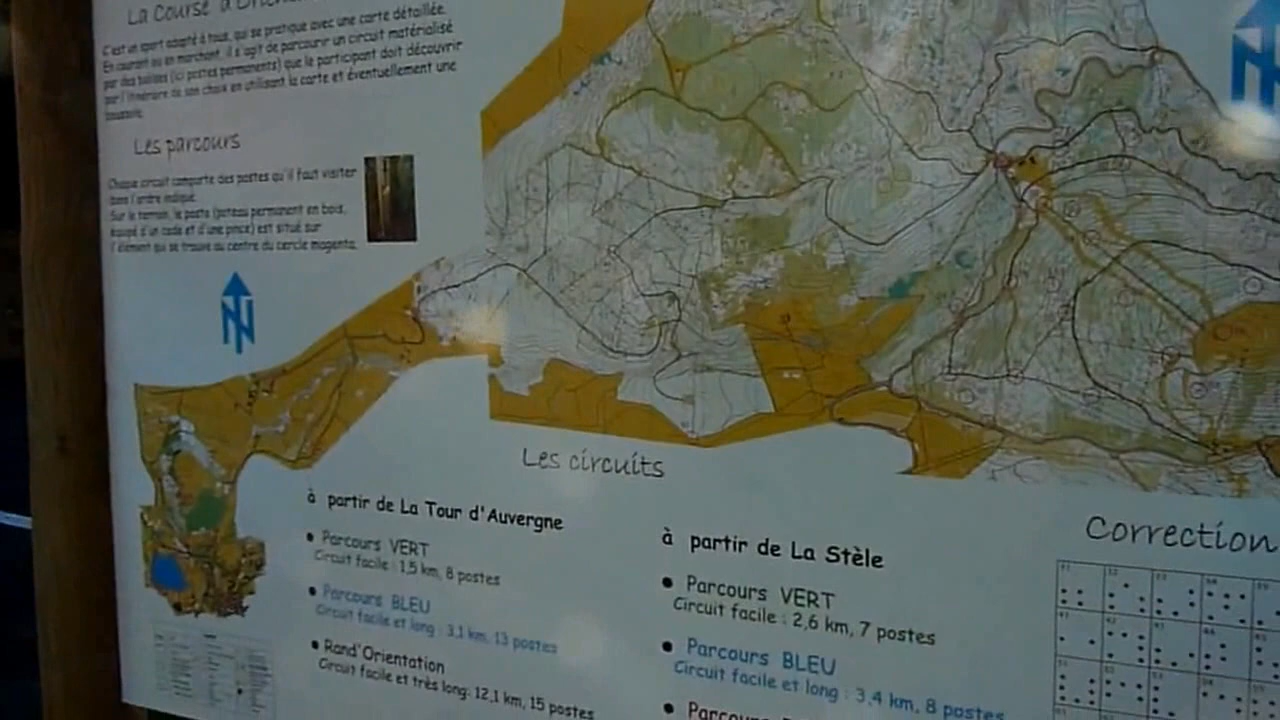 La Course d'Orien
C'est un sport adapté à tous, qui se pratique avec une carte détaillée.
En courant ou en marchant, il s'agit de parcourir un circuit matérialisé
par des balises (ici postes permanents) que le participant doit découvrir
par l'itinéraire de son choix en utilisant la carte et éventuellement une
boussole.
Les parcours
Chaque circuit comporte des postes qu'il faut visiter
dans l'ordre indiqué.
Sur le terrain, le poste (poteau permanent en bois,
équipé d'un code et d'une pince) est situé sur
l'élément qui se trouve au centre du cercle magenta.
N
N
Les circuits
à partir de La Tour d'Auvergne
• Parcours VERT
Circuit facile : 1,5 km, 8 postes
• Parcours BLEU
Circuit facile et long : 3,1 km, 13 postes
• Rand'Orientation
Circuit facile et très long: 12,1 km, 15 postes
à partir de La Stèle
• Parcours VERT
Circuit facile : 2,6 km, 7 postes
• Parcours BLEU
Circuit facile et long : 3,4 km, 8 postes
• Parcou
Correction